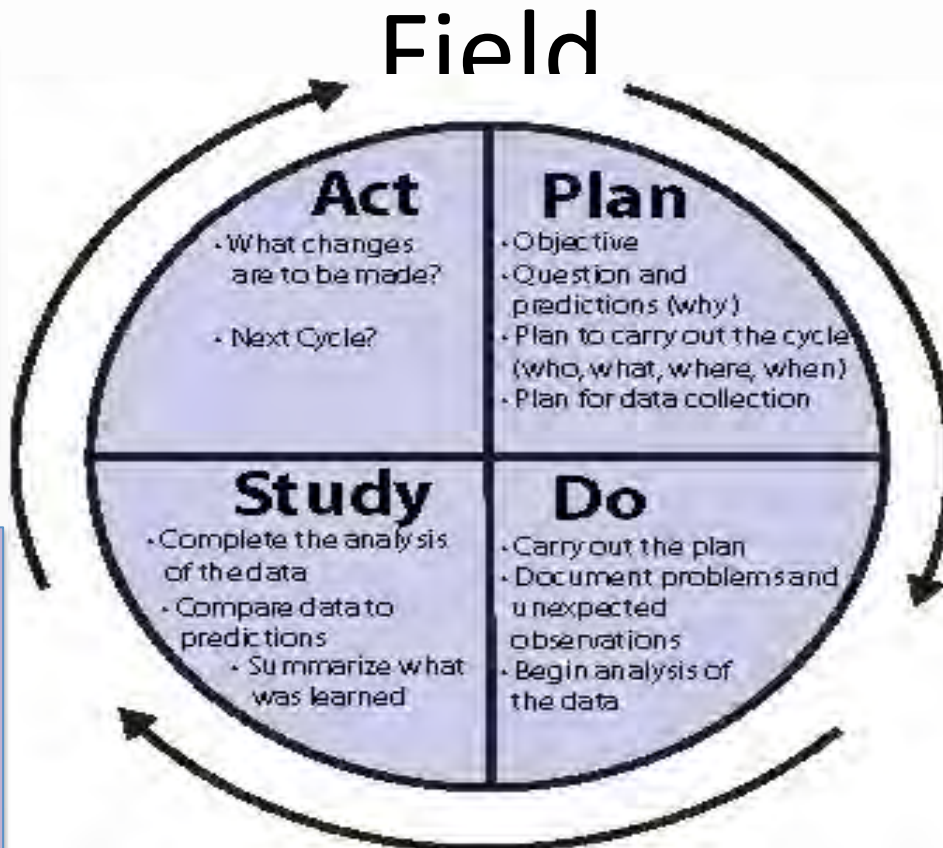 Field
Act
· What changes
are to be made?
· Next Cycle?
Plan
· Objective
· Question and
predictions (why)
· Plan to carry out the cycle
(who, what, where, when)
· Plan for data collection
Study
· Complete the analysis
of the data
· Compare data to
predictions
· Summarize what
was learned
Do
· Carry out the plan
· Document problems and
unexpected
observations
· Begin analysis of
the data